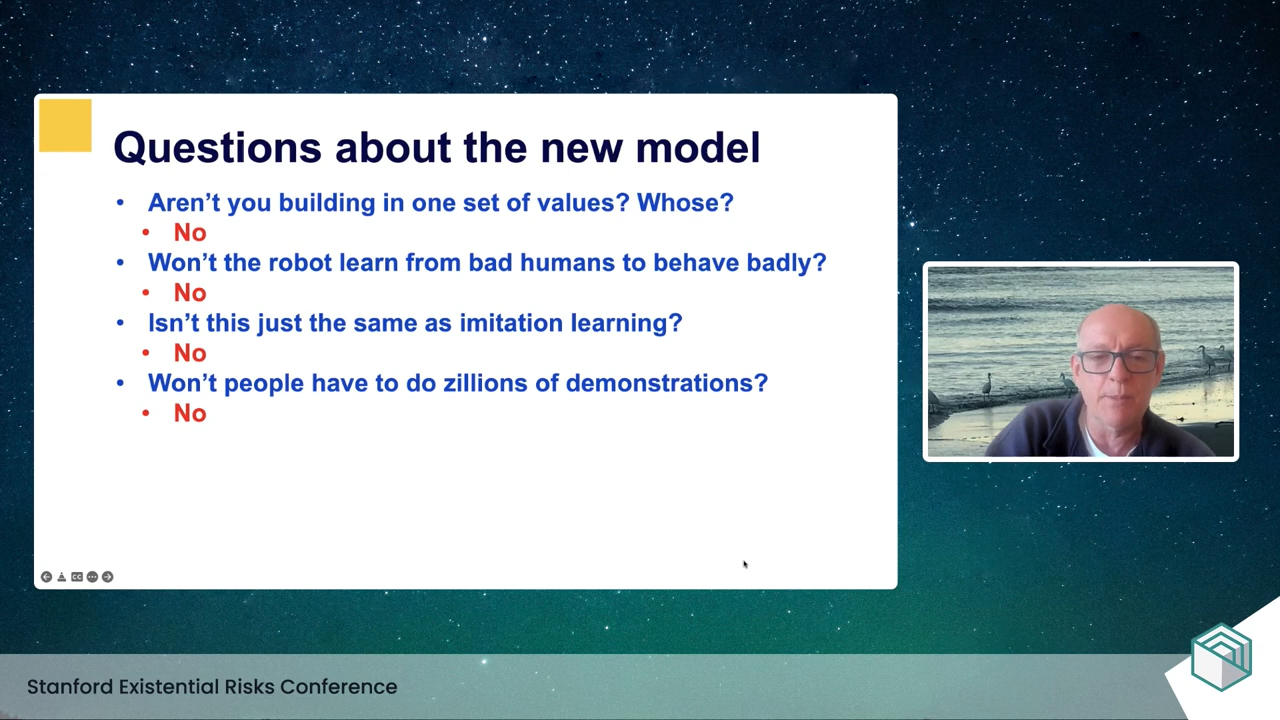 Questions about the new model
• Aren't you building in one set of values? Whose?
• No
• Won't the robot learn from bad humans to behave badly?
• No
• Isn't this just the same as imitation learning?
• No
• Won't people have to do zillions of demonstrations?
• No
CC
Stanford Existential Risks Conference